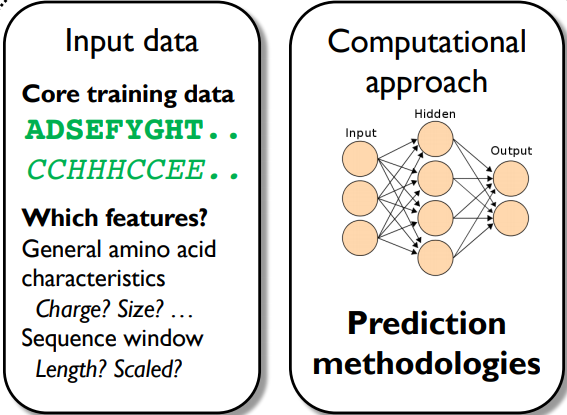 Input data
Core training data
ADSEFYGHT..
CCHHHCCEE..
Which features?
General amino acid
characteristics
Charge? Size? ...
Sequence window
Length? Scaled?
Computational
approach
Hidden
Input
Output
Prediction
methodologies